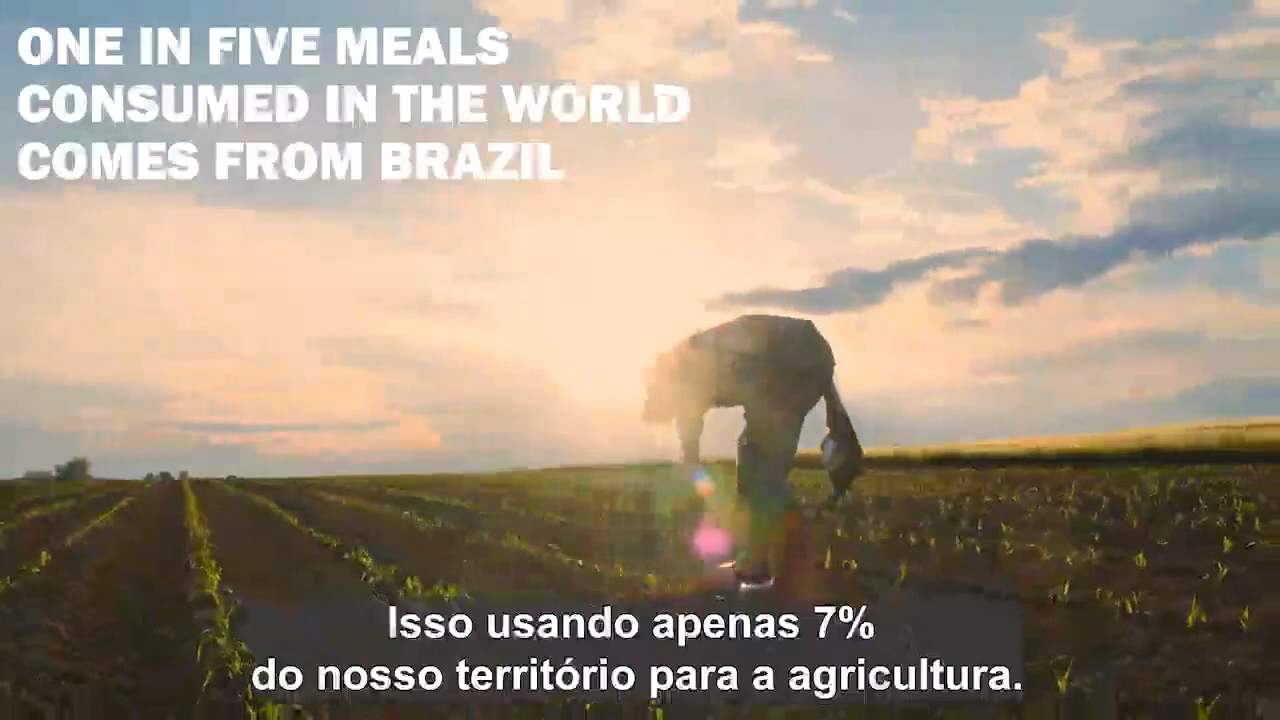 ONE IN FIVE MEALS
CONSUMED IN THE WORLD
COMES FROM BRAZIL
Isso usando apenas 7%
do nosso território para a agricultura.